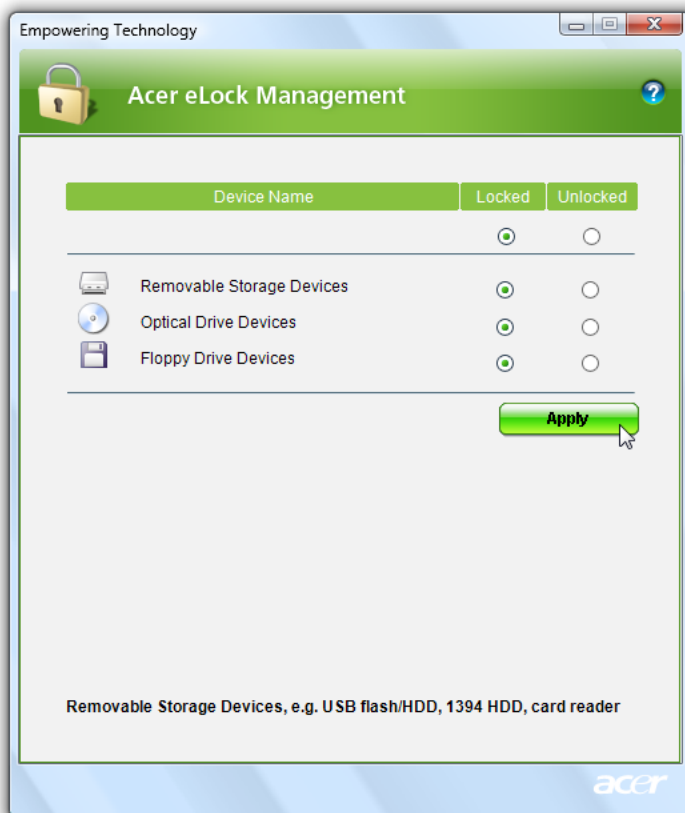 Empowering Technology
Acer eLock Management
?
Device Name Locked Unlocked
Removable Storage Devices
Optical Drive Devices
Floppy Drive Devices
Apply
Removable Storage Devices, e.g. USB flash/HDD, 1394 HDD, card reader
acer